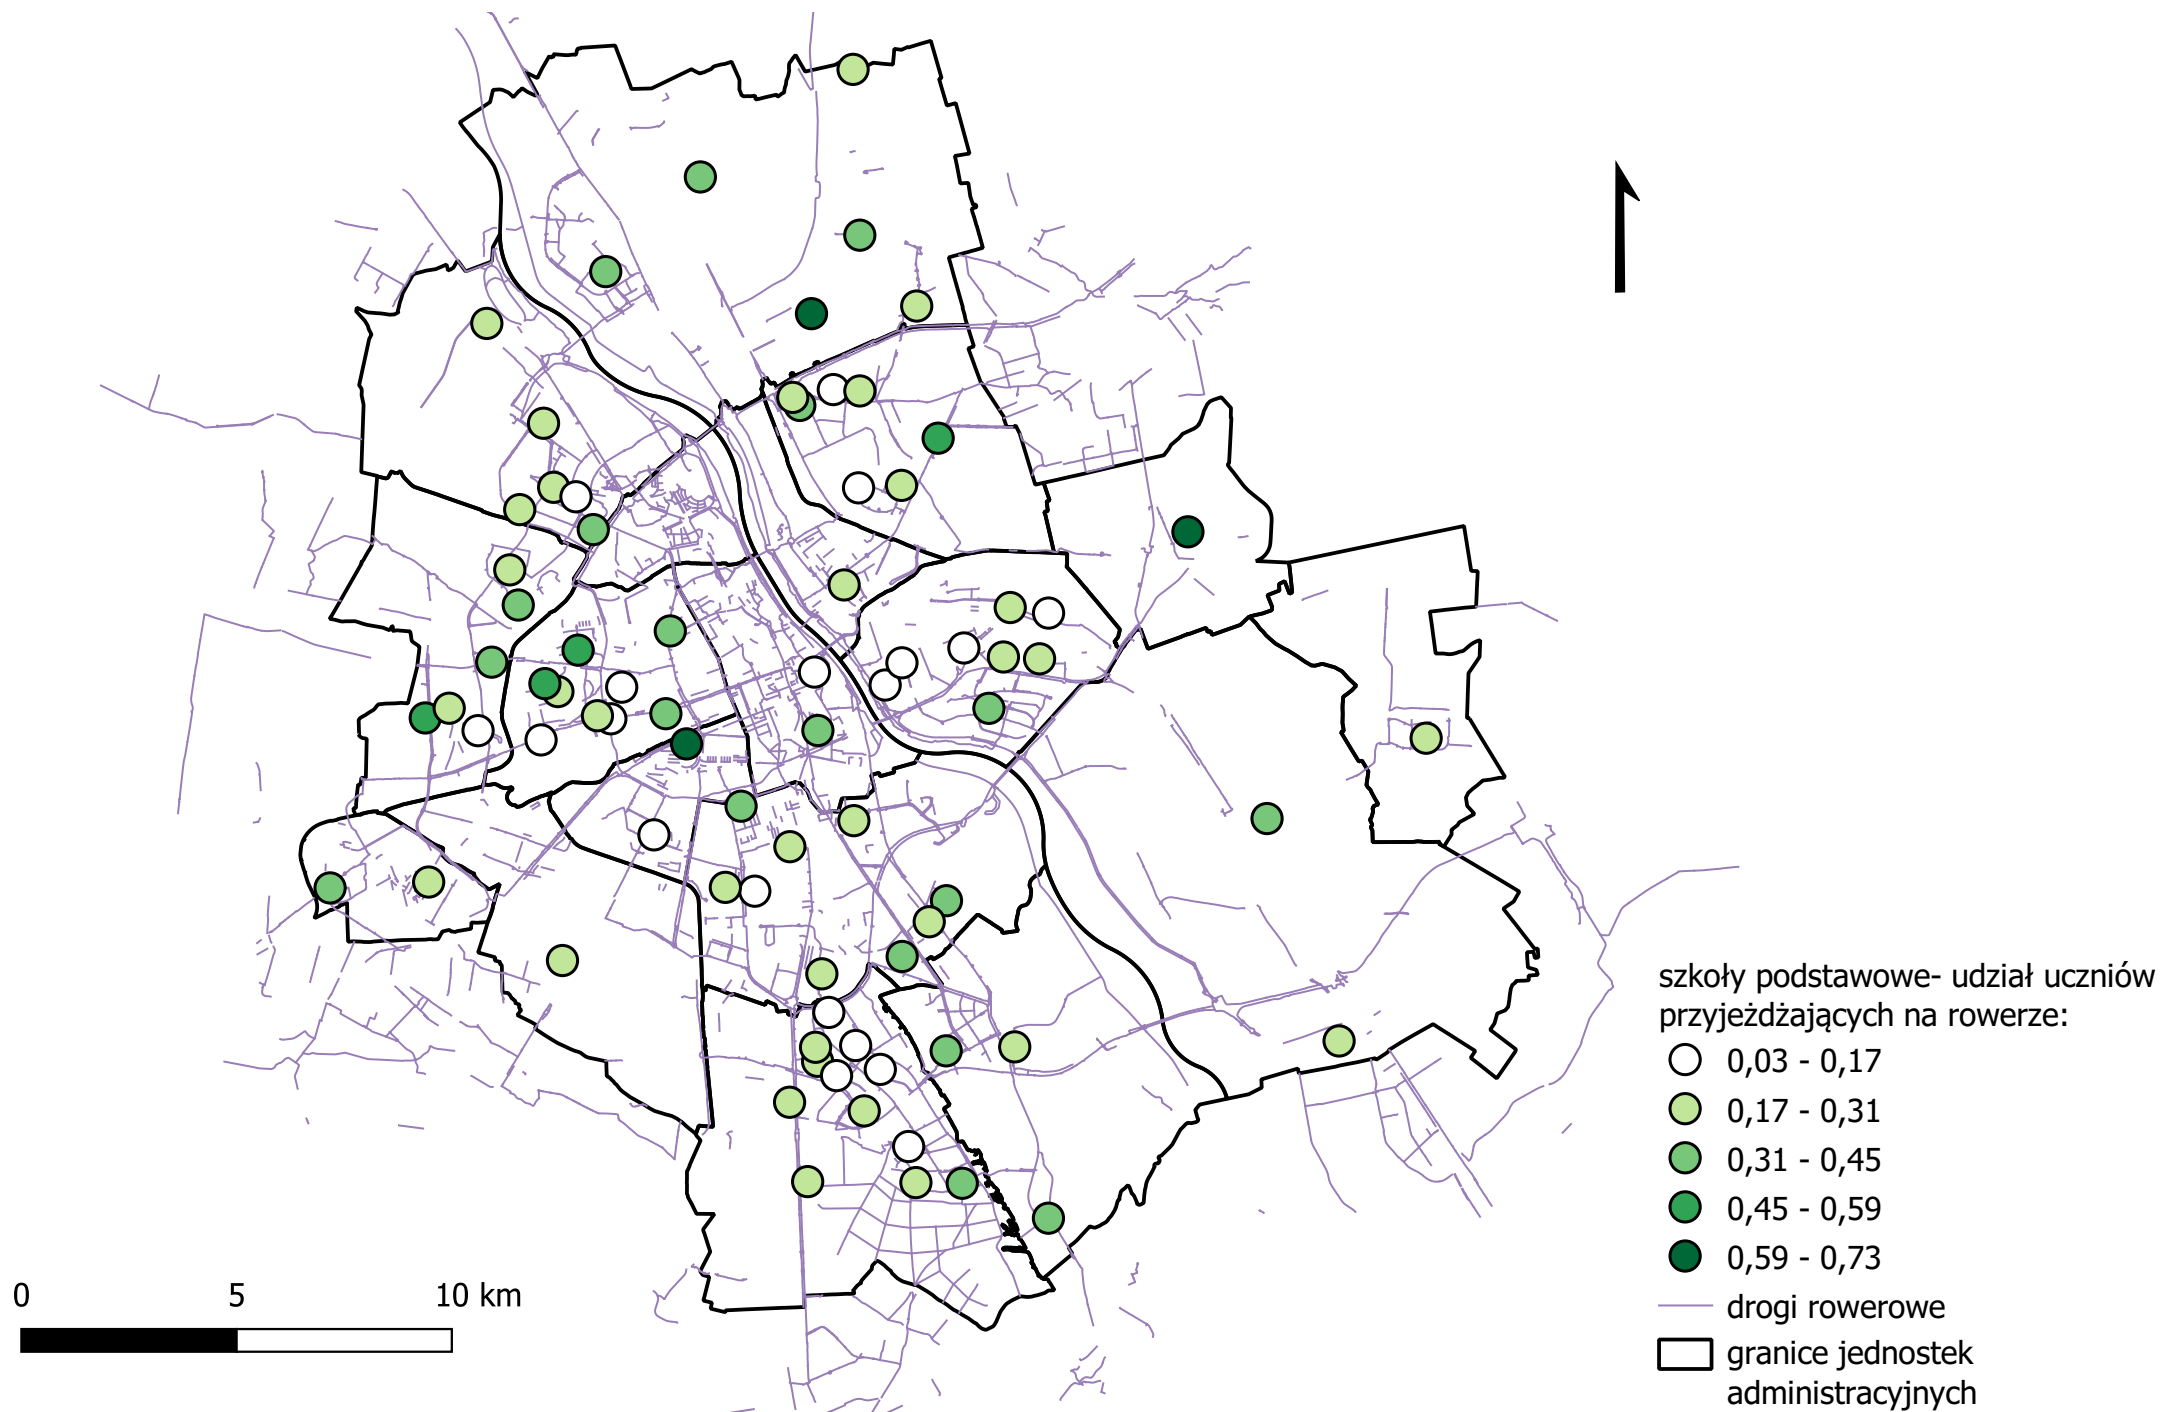 szkoły podstawowe- udział uczniów
przyjeżdżających na rowerze:
0,03 - 0,17
0,17 - 0,31
0,31 - 0,45
0,45 - 0,59
0,59 - 0,73
drogi rowerowe
granice jednostek
administracyjnych
0 5 10 km